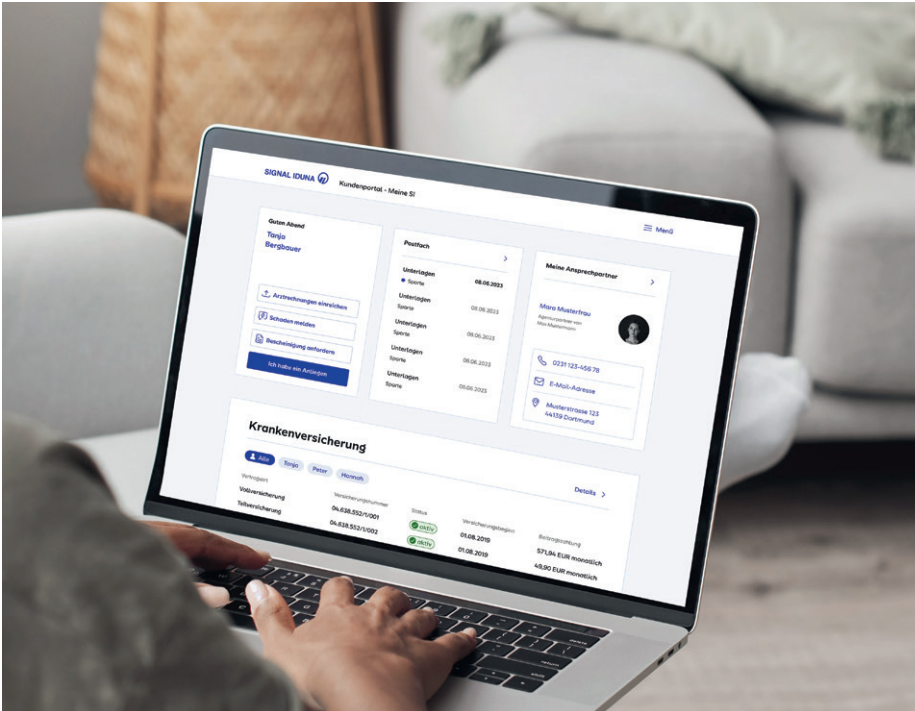 SIGNAL IDUNA
Kundenportal - Meine SI
Menü
Guten Abend
Tanja
Bergbauer
Arztrechnungen einreichen
Schaden melden
Bescheinigung anfordern
Ich habe ein Anliegen
Postfach
Unterlagen
Sparte
08.06.2023
Unterlagen
Sparte
08.06.2023
Unterlagen
Sparte
08.06.2023
Unterlagen
Sparte
08.06.2023
Unterlagen
Sparte
08.06.2023
Meine Ansprechpartner
Mara Musterfrau
Agenturpartner von
Max Mustermann
0231 123-456 78
E-Mail-Adresse
Musterstrasse 123
44139 Dortmund
Krankenversicherung
Details
Alle
Tanja
Peter
Hannah
Vertragsart
Versicherungsnummer
Status
Versicherungsbeginn
Beitragszahlung
Vollversicherung
04.638.552/1/001
aktiv
01.08.2019
571,94 EUR monatlich
Teilversicherung
04.638.552/1/002
aktiv
01.08.2019
49,90 EUR monatlich